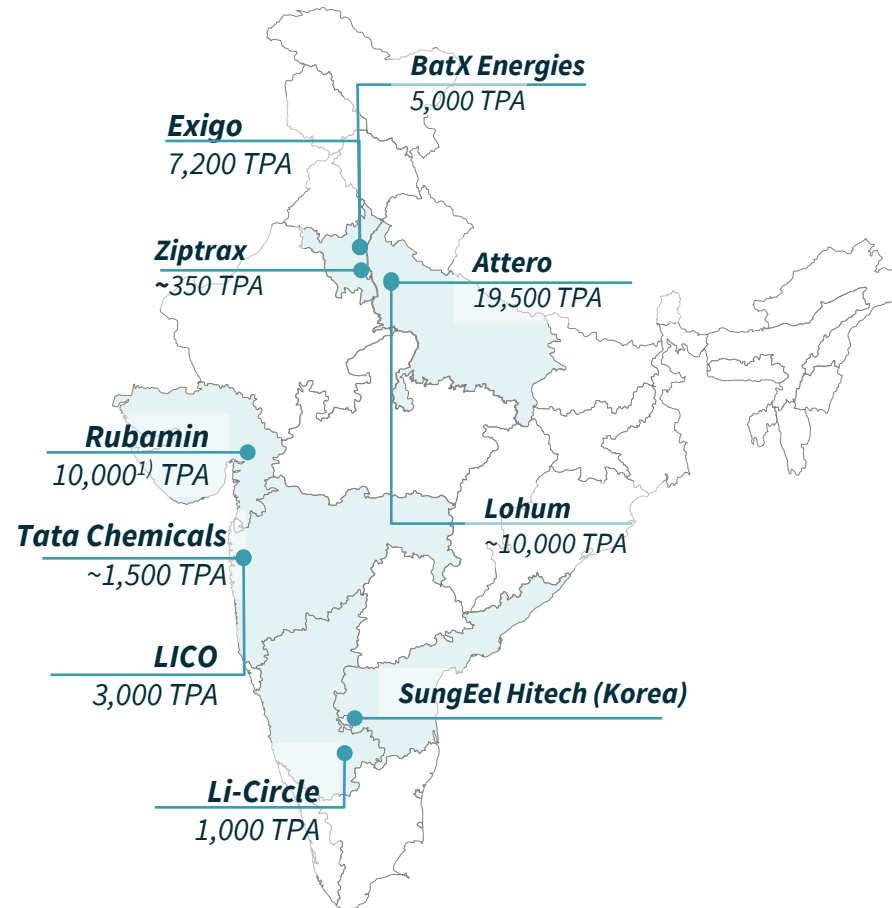 BatX Energies
5,000 TPA
Exigo
7,200 TPA
Ziptrax
~350 TPA
Attero
19,500 TPA
Rubamin
10,000¹⁾ TPA
Lohum
~10,000 TPA
Tata Chemicals
~1,500 TPA
LICO
3,000 TPA
SungEel Hitech (Korea)
Li-Circle
1,000 TPA